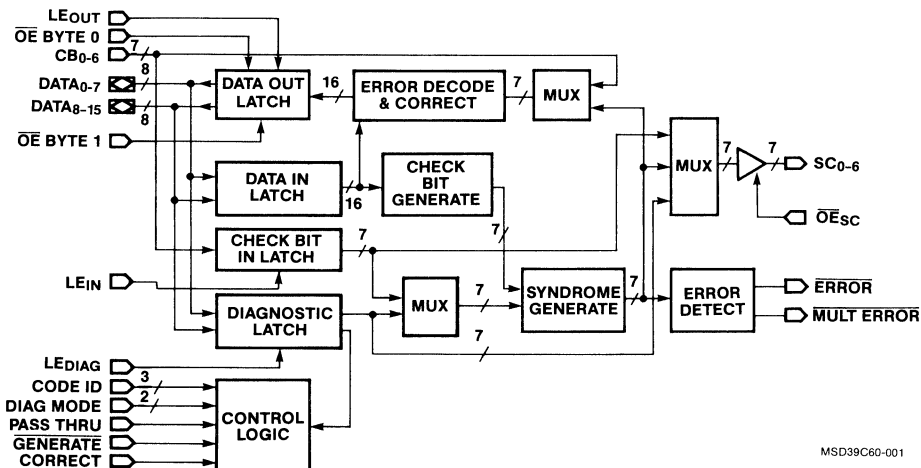 LEOUT
OE BYTE 0
CB0-6
7
8
DATA0-7
DATA8-15
8
OE BYTE 1
DATA OUT
LATCH
16
ERROR DECODE
& CORRECT
7
MUX
DATA IN
LATCH
16
CHECK
BIT
GENERATE
MUX
7
7
SC0-6
OESC
CHECK BIT
IN LATCH
7
7
LEIN
DIAGNOSTIC
LATCH
MUX
7
SYNDROME
GENERATE
7
ERROR
DETECT
ERROR
MULT ERROR
7
LEDIAG
CODE ID
3
DIAG MODE
2
PASS THRU
GENERATE
CORRECT
CONTROL
LOGIC
MSD39C60-001